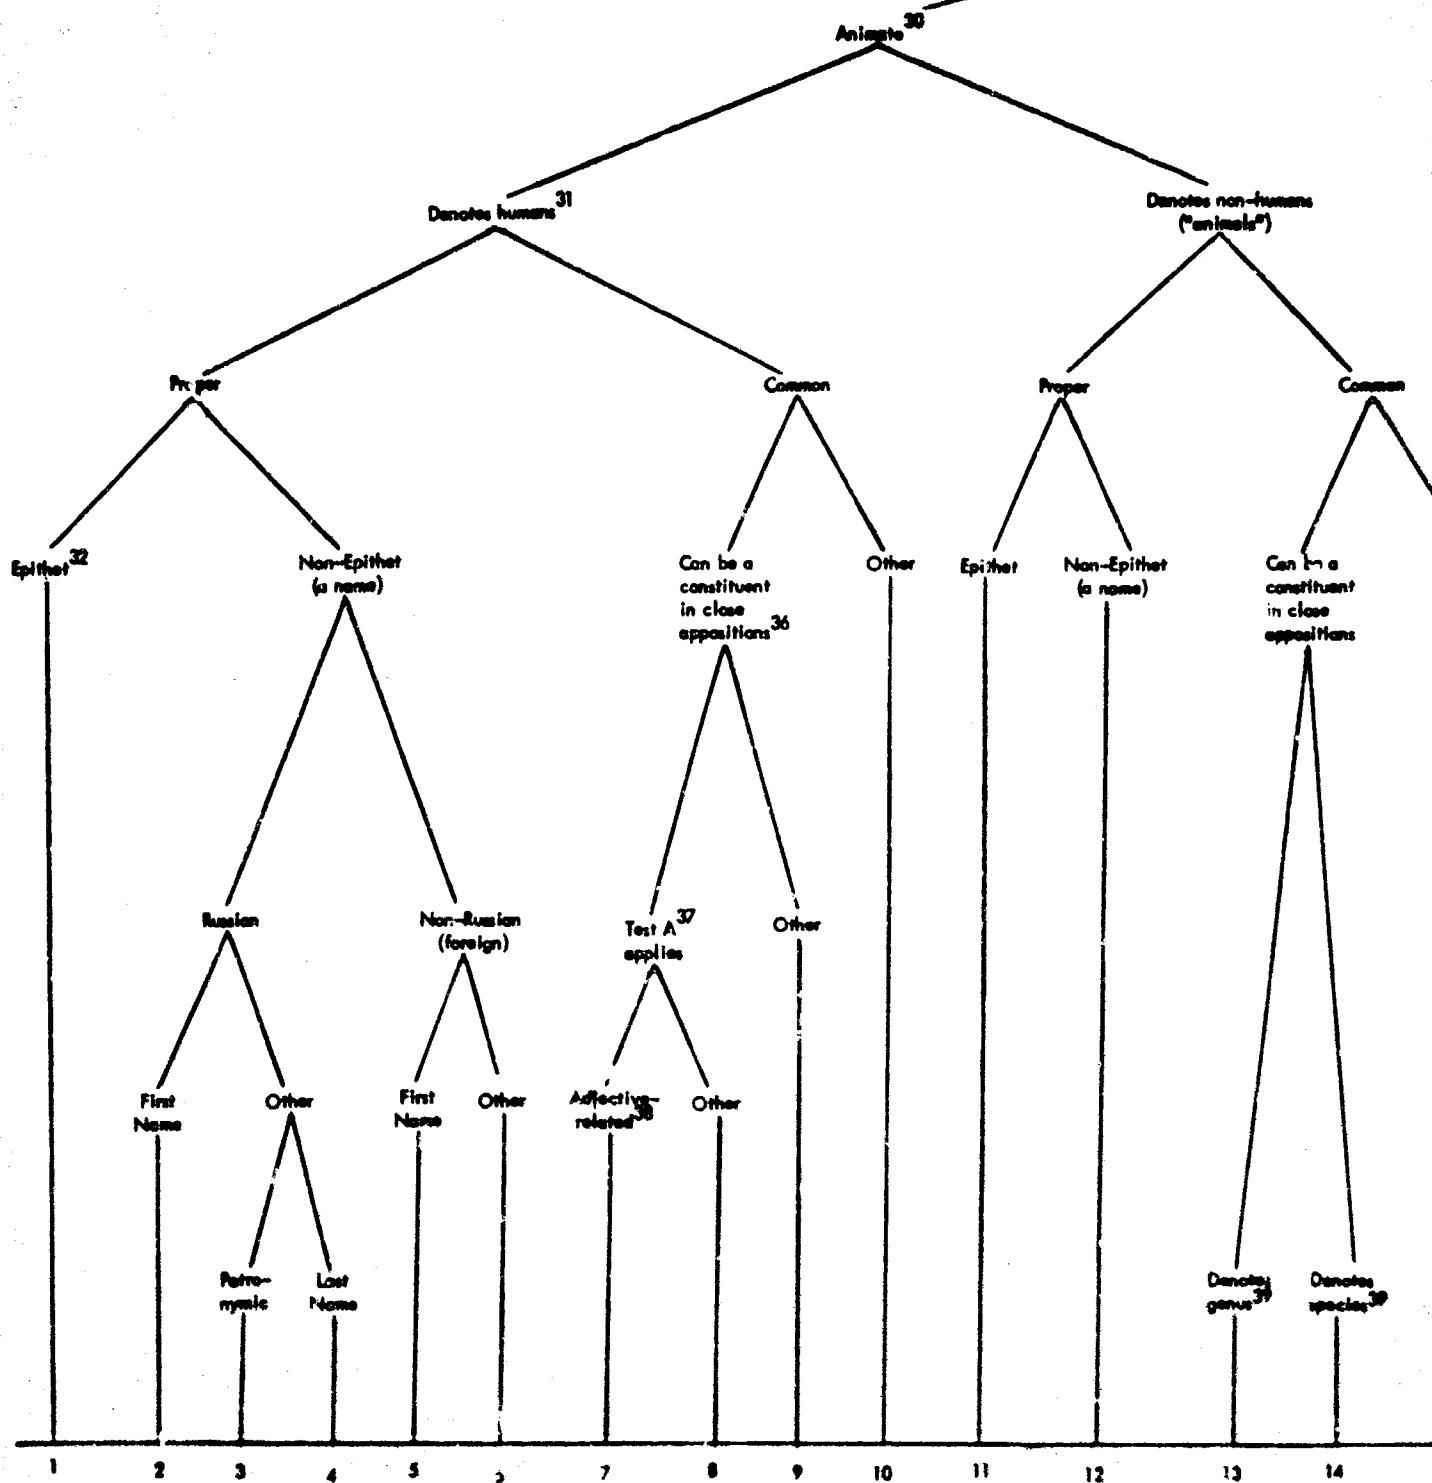 Animate30
Denotes humans31
Denotes non-humans
("animals")
Proper
Common
Proper
Common
Epithet32
Non-Epithet
(a name)
Can be a
constituent
in close
appositions36
Other
Epithet
Non-Epithet
(a name)
Can be a
constituent
in close
appositions
Russian
Non-Russian
(foreign)
Test A37
applies
Other
First
Name
Other
First
Name
Other
Adjective-
related38
Other
Patro-
nymic
Last
Name
Denotes
genus39
Denotes
species39
1 2 3 4 5 7 8 9 10 11 12 13 14